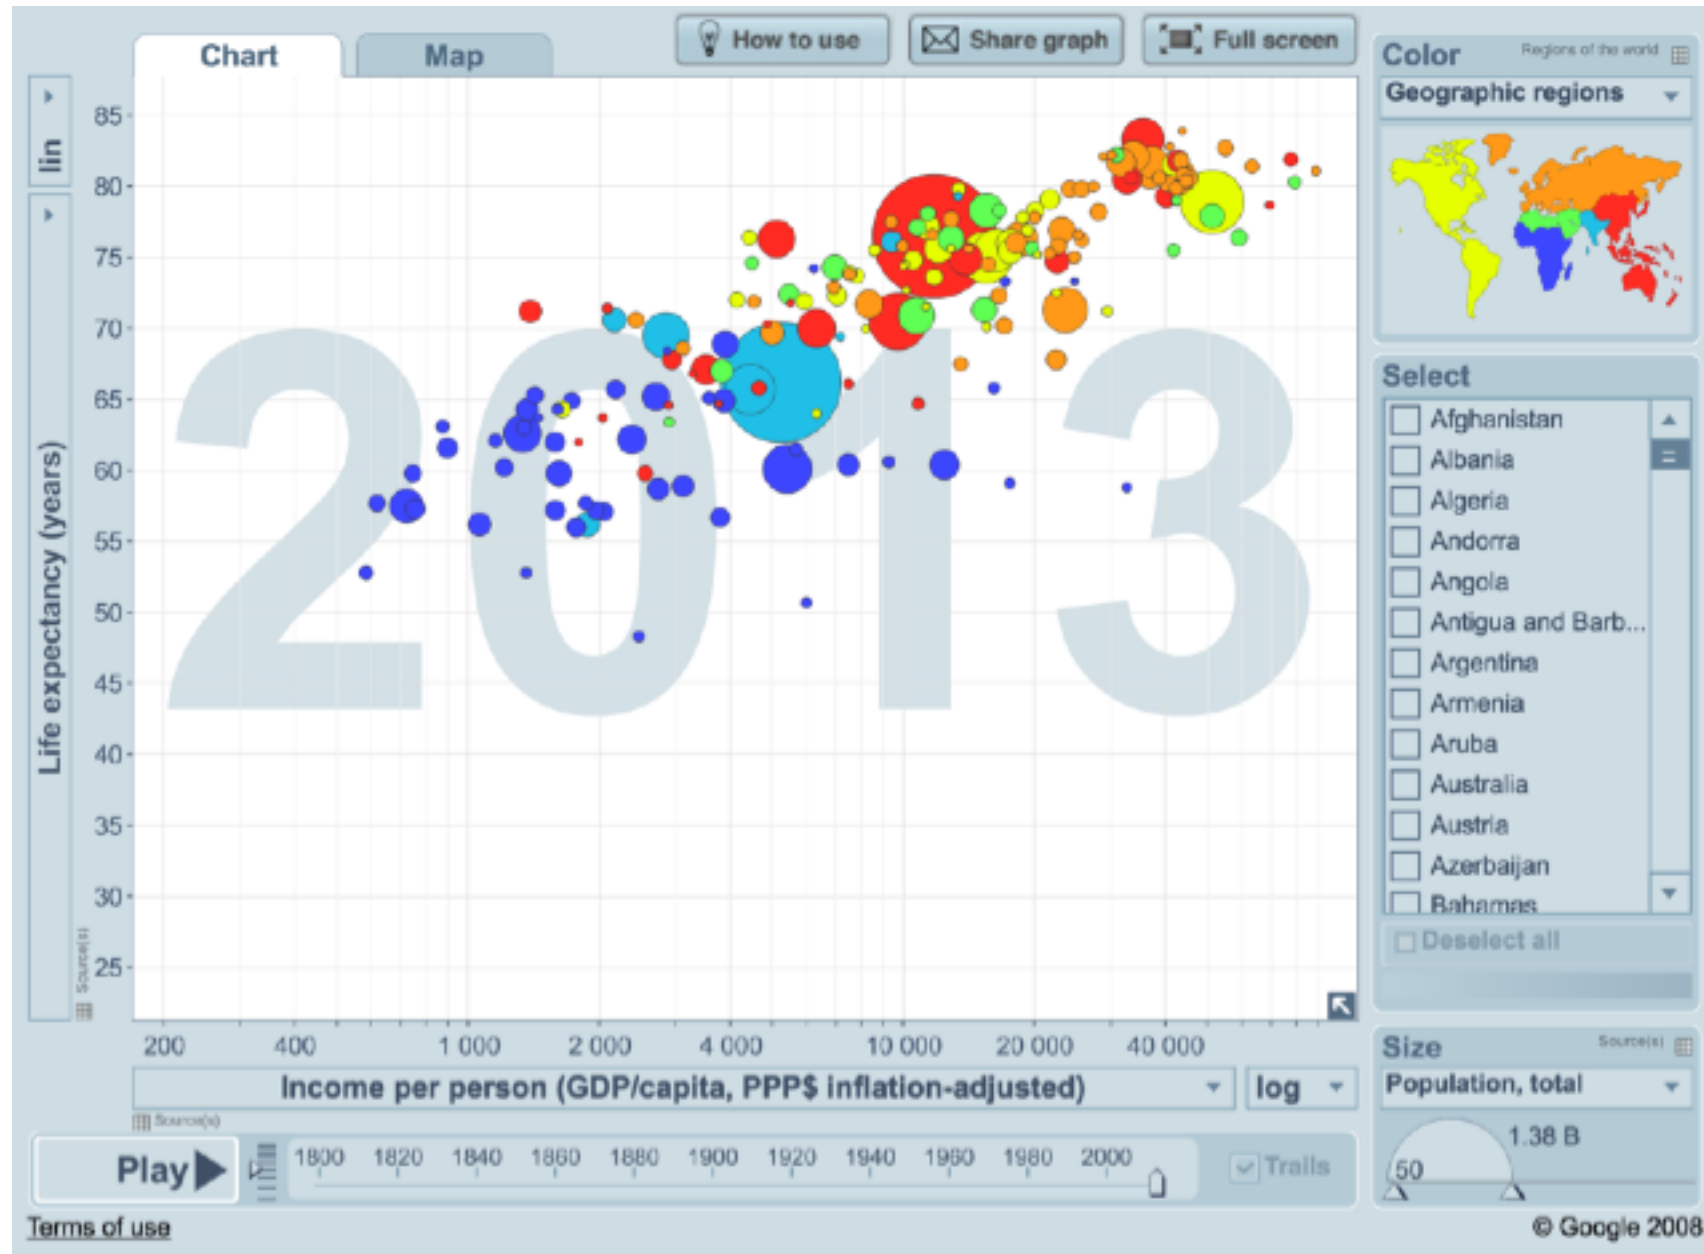 Chart
Map
How to use
Share graph
Full screen
Color
Regions of the world
Geographic regions
lin
Life expectancy (years)
Source(s)
85
80
75
70
65
60
55
50
45
40
35
30
25
2013
200
400
1 000
2 000
4 000
10 000
20 000
40 000
Income per person (GDP/capita, PPP$ inflation-adjusted)
log
Source(s)
Select
Afghanistan
Albania
Algeria
Andorra
Angola
Antigua and Barb...
Argentina
Armenia
Aruba
Australia
Austria
Azerbaijan
Bahamas
Deselect all
Size
Source(s)
Population, total
1.38 B
50
Play
1800 1820 1840 1860 1880 1900 1920 1940 1960 1980 2000
Trails
Terms of use
© Google 2008